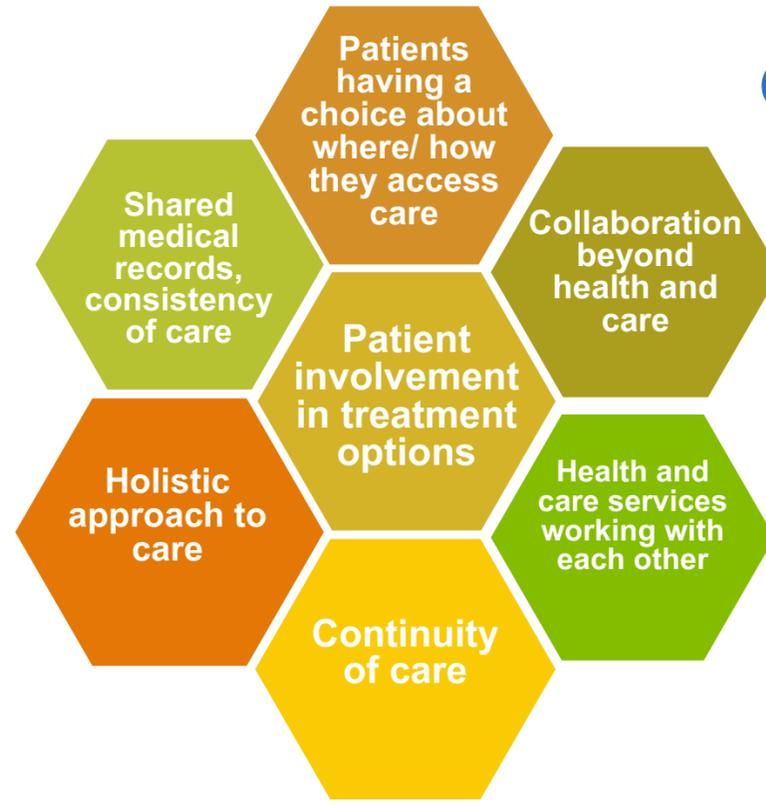 Patients
having a
choice about
where/ how
they access
care
Shared
medical
records,
consistency
of care
Collaboration
beyond
health and
care
Patient
involvement
in treatment
options
Holistic
approach to
care
Health and
care services
working with
each other
Continuity
of care